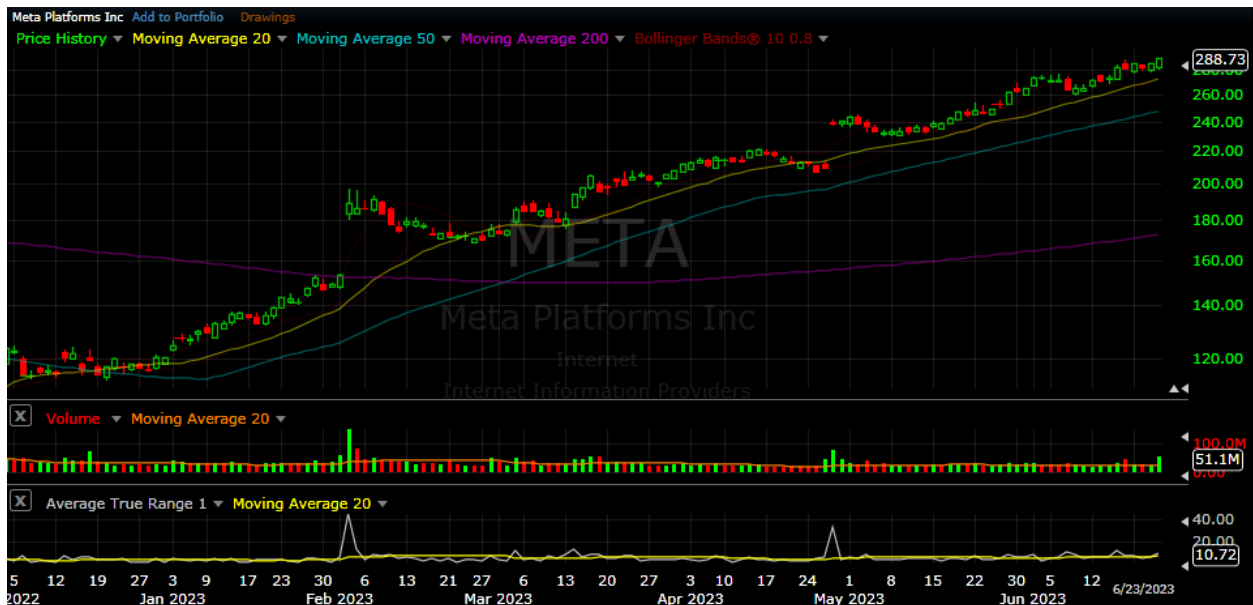 Meta Platforms Inc Add to Portfolio Drawings
Price History Moving Average 20 Moving Average 50 Moving Average 200 Bollinger Bands® 10 0.8
288.73
280.00
260.00
240.00
220.00
200.00
180.00
META
160.00
140.00
Meta Platforms Inc
Internet
120.00
Internet Information Providers
X Volume Moving Average 20
100.0M
51.1M
0.00
X Average True Range 1 Moving Average 20
40.00
20.00
10.72
5 12 19 27 3 9 17 23 30 6 13 21 27 6 13 20 27 3 10 17 24 1 8 15 22 30 5 12 6/23/2023
2022 Jan 2023 Feb 2023 Mar 2023 Apr 2023 May 2023 Jun 2023